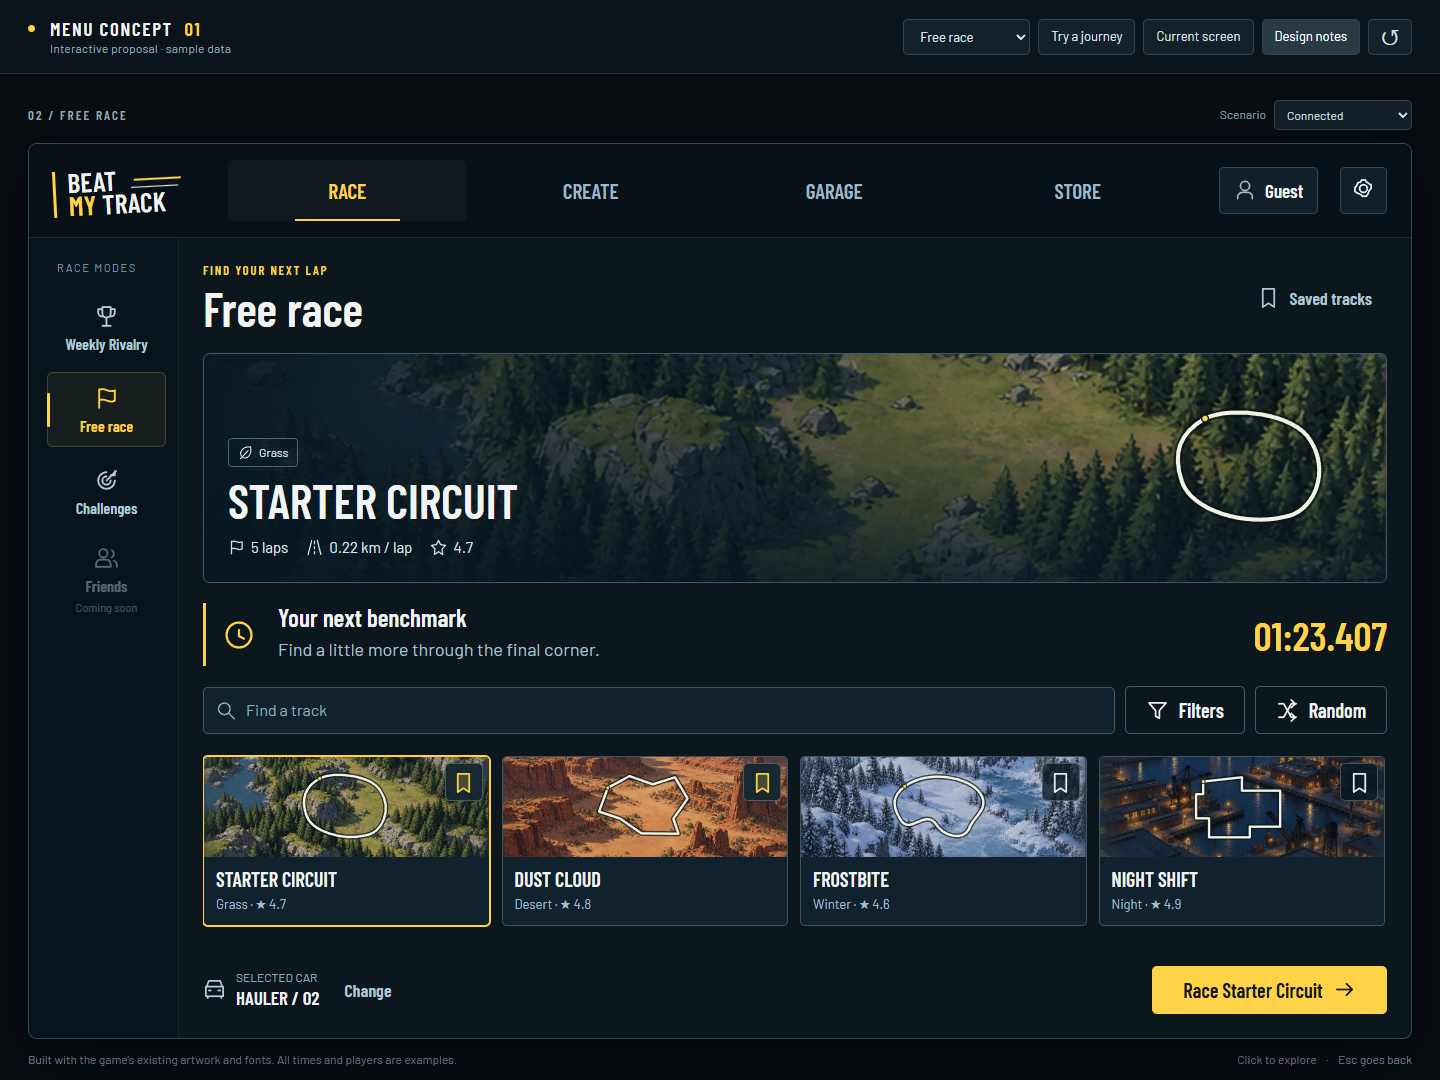 MENU CONCEPT 01
Interactive proposal · sample data
Free race
Try a journey
Current screen
Design notes
02 / FREE RACE
Scenario
Connected
BEAT
MY TRACK
RACE
CREATE
GARAGE
STORE
Guest
RACE MODES
Weekly Rivalry
Free race
Challenges
Friends
Coming soon
FIND YOUR NEXT LAP
Free race
Saved tracks
Grass
STARTER CIRCUIT
5 laps
0.22 km / lap
4.7
Your next benchmark
Find a little more through the final corner.
01:23.407
Find a track
Filters
Random
STARTER CIRCUIT
Grass · ★ 4.7
DUST CLOUD
Desert · ★ 4.8
FROSTBITE
Winter · ★ 4.6
NIGHT SHIFT
Night · ★ 4.9
SELECTED CAR
HAULER / 02
Change
Race Starter Circuit →
Built with the game's existing artwork and fonts. All times and players are examples.
Click to explore · Esc goes back